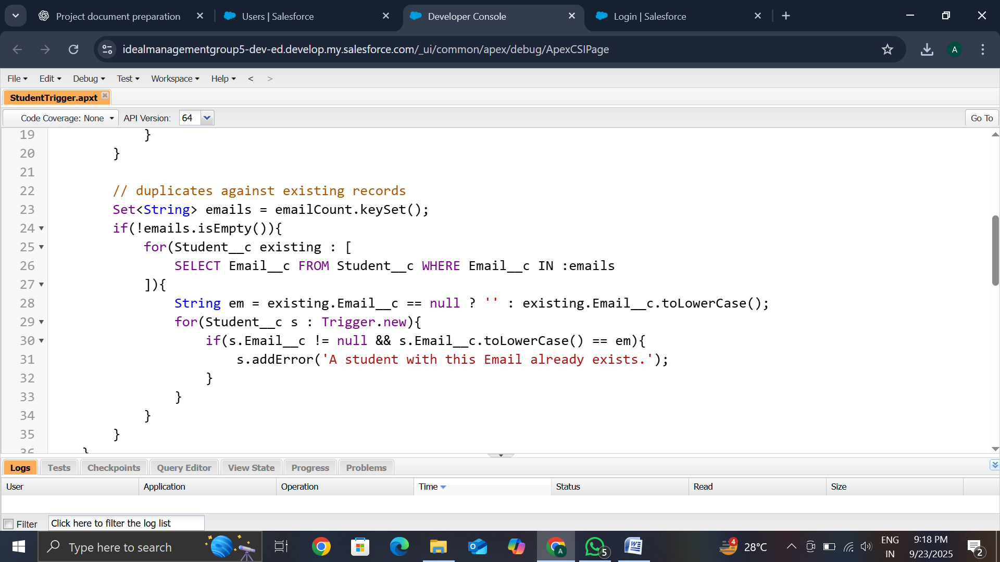 Project document preparation
Users | Salesforce
Developer Console
Login | Salesforce
idealmanagementgroup5-dev-ed.develop.my.salesforce.com/_ui/common/apex/debug/ApexCSIPage
A
File Edit Debug Test Workspace Help < >
StudentTrigger.apxt
Code Coverage: None API Version: 64 Go To
19 }
20 }
21
22 // duplicates against existing records
23 Set<String> emails = emailCount.keySet();
24 if(!emails.isEmpty()){
25 for(Student__c existing : [
26 SELECT Email__c FROM Student__c WHERE Email__c IN :emails
27 ]){
28 String em = existing.Email__c == null ? '' : existing.Email__c.toLowerCase();
29 for(Student__c s : Trigger.new){
30 if(s.Email__c != null && s.Email__c.toLowerCase() == em){
31 s.addError('A student with this Email already exists.');
32 }
33 }
34 }
35 }
36 }
Logs Tests Checkpoints Query Editor View State Progress Problems
User Application Operation Time Status Read Size
Filter Click here to filter the log list
Type here to search
A
5
4
28°C
ENG
IN
9:18 PM
9/23/2025
2